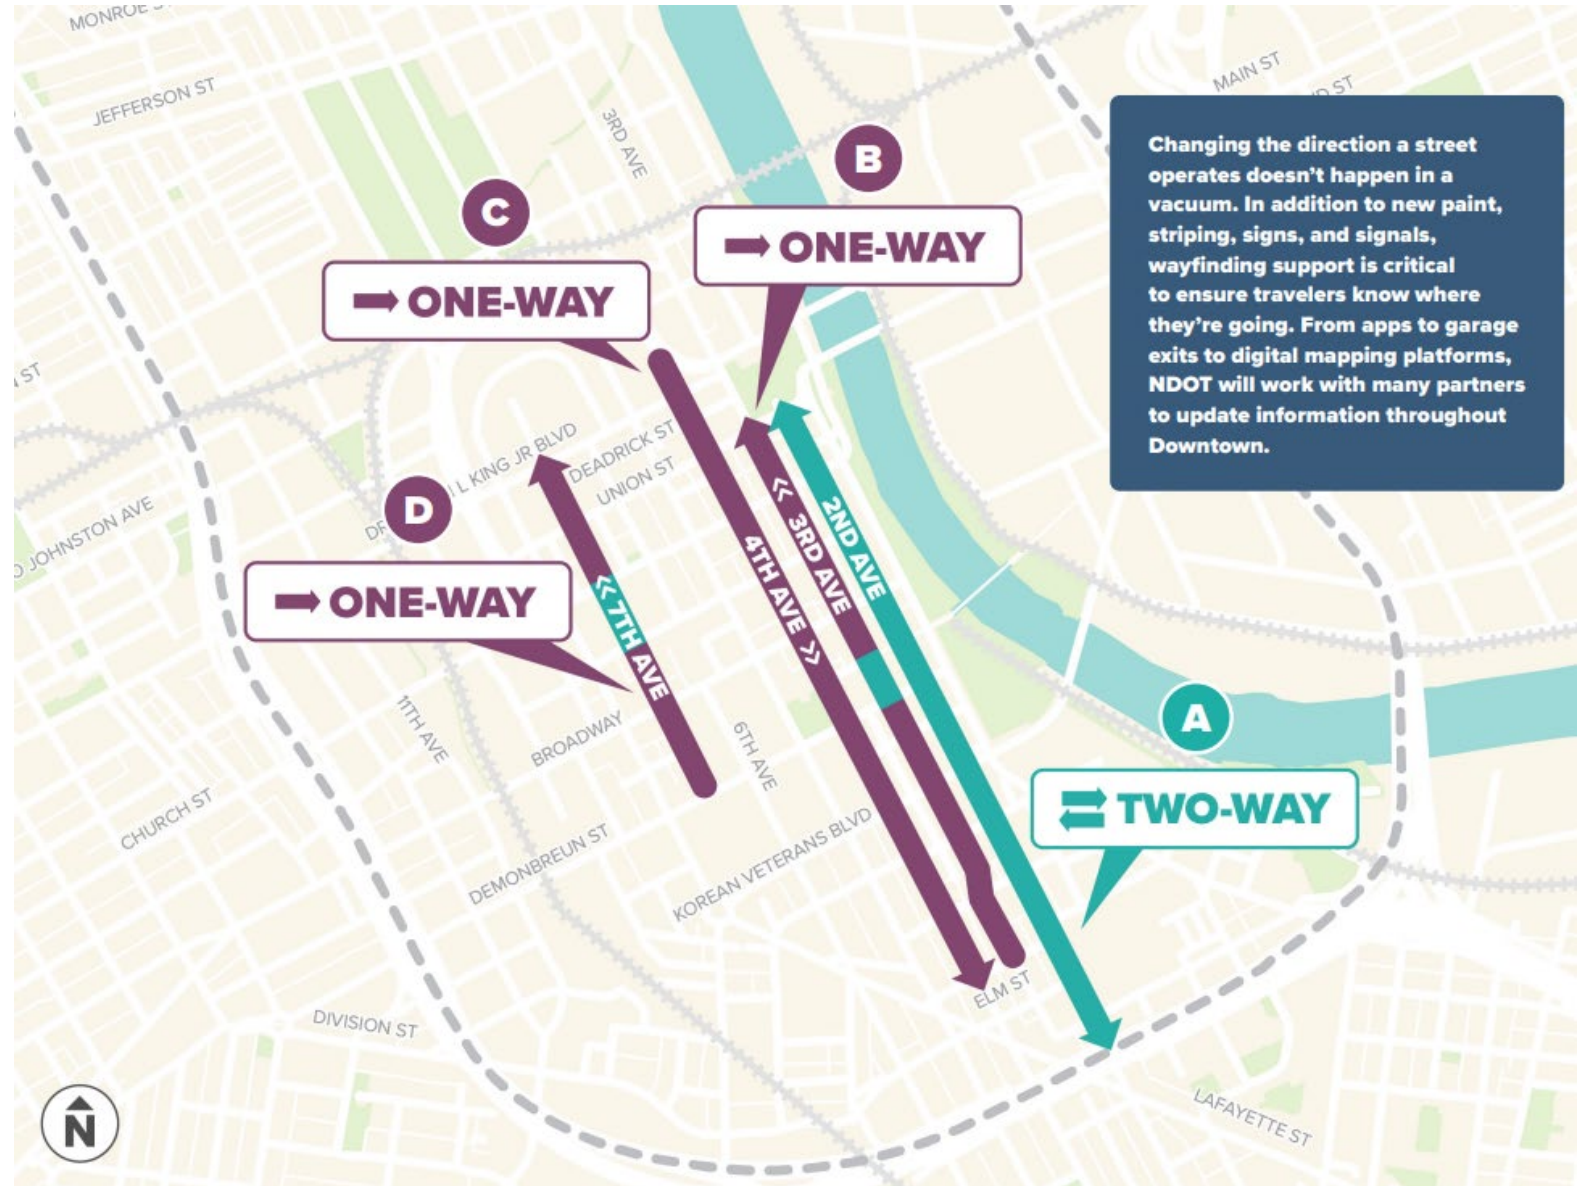 MONROE ST
JEFFERSON ST
3RD AVE
MAIN ST
ST
Changing the direction a street
operates doesn’t happen in a
vacuum. In addition to new paint,
striping, signs, and signals,
wayfinding support is critical
to ensure travelers know where
they’re going. From apps to garage
exits to digital mapping platforms,
NDOT will work with many partners
to update information throughout
Downtown.
B
→ ONE-WAY
C
→ ONE-WAY
ST
L KING JR BLVD
DEADRICK ST
UNION ST
D
→ ONE-WAY
JOHNSTON AVE
<< 7TH AVE
4TH AVE >>
<< 3RD AVE
2ND AVE
A
TWO-WAY
11TH AVE
BROADWAY
6TH AVE
CHURCH ST
DEMONBREUN ST
KOREAN VETERANS BLVD
ELM ST
DIVISION ST
LAFAYETTE ST
N